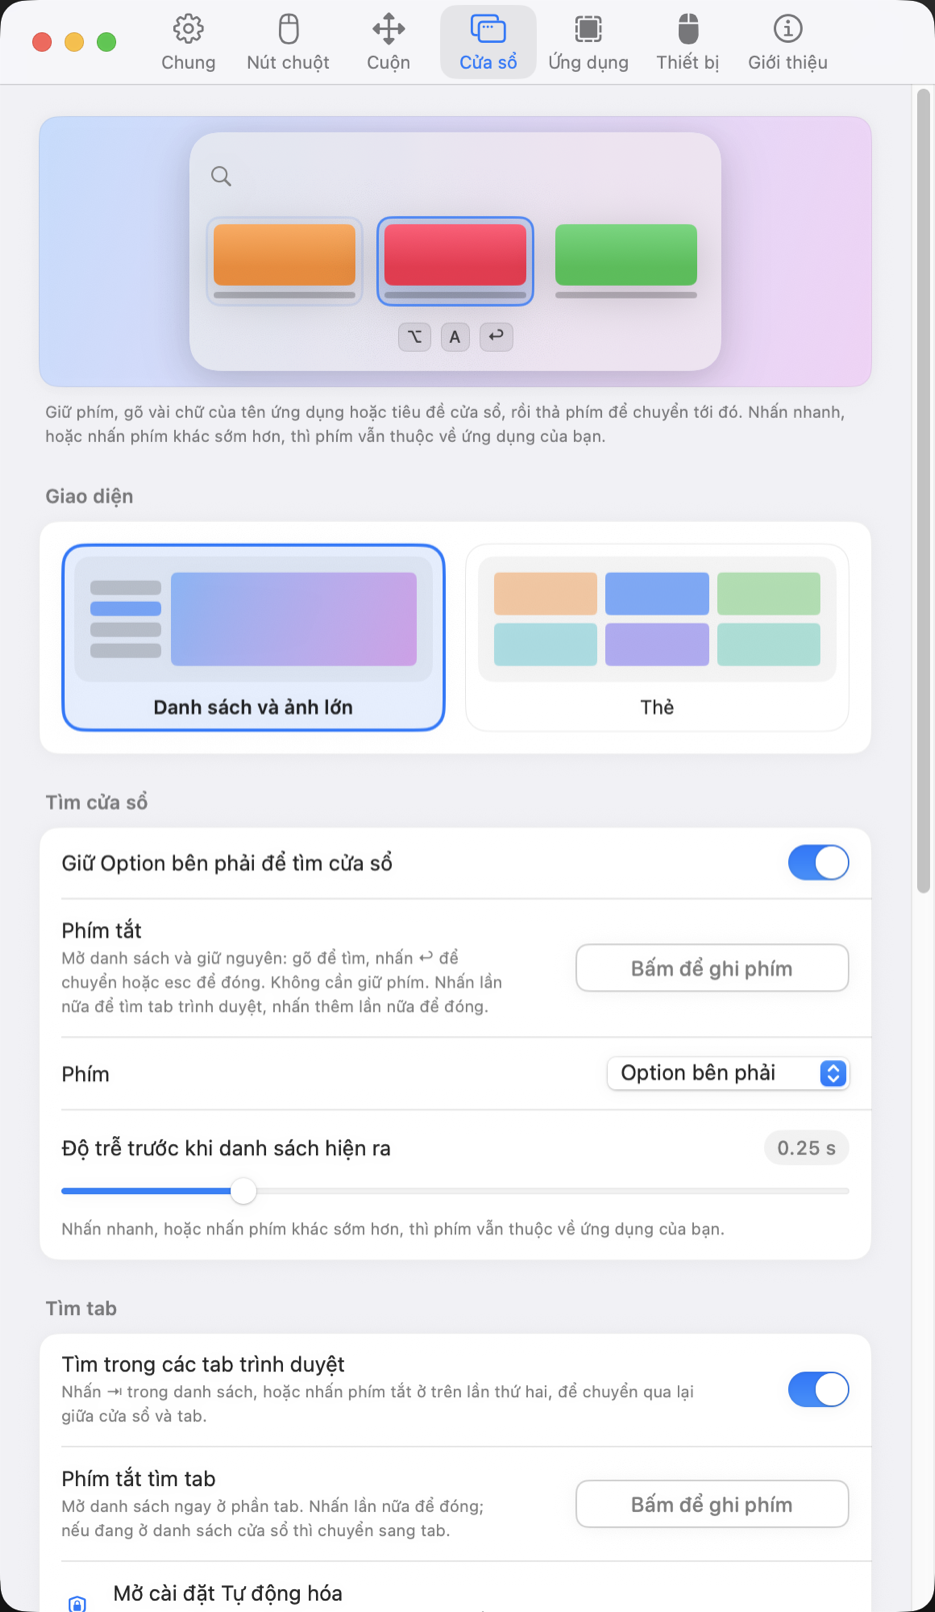 Chung
Nút chuột
Cuộn
Cửa sổ
Ứng dụng
Thiết bị
Giới thiệu
⌥ A ↩
Giữ phím, gõ vài chữ của tên ứng dụng hoặc tiêu đề cửa sổ, rồi thả phím để chuyển tới đó. Nhấn nhanh,
hoặc nhấn phím khác sớm hơn, thì phím vẫn thuộc về ứng dụng của bạn.
Giao diện
Danh sách và ảnh lớn
Thẻ
Tìm cửa sổ
Giữ Option bên phải để tìm cửa sổ
Phím tắt
Mở danh sách và giữ nguyên: gõ để tìm, nhấn ↩ để
chuyển hoặc esc để đóng. Không cần giữ phím. Nhấn lần
nữa để tìm tab trình duyệt, nhấn thêm lần nữa để đóng.
Bấm để ghi phím
Phím
Option bên phải
Độ trễ trước khi danh sách hiện ra
0.25 s
Nhấn nhanh, hoặc nhấn phím khác sớm hơn, thì phím vẫn thuộc về ứng dụng của bạn.
Tìm tab
Tìm trong các tab trình duyệt
Nhấn ⇥ trong danh sách, hoặc nhấn phím tắt ở trên lần thứ hai, để chuyển qua lại
giữa cửa sổ và tab.
Phím tắt tìm tab
Mở danh sách ngay ở phần tab. Nhấn lần nữa để đóng;
nếu đang ở danh sách cửa sổ thì chuyển sang tab.
Bấm để ghi phím
Mở cài đặt Tự động hóa